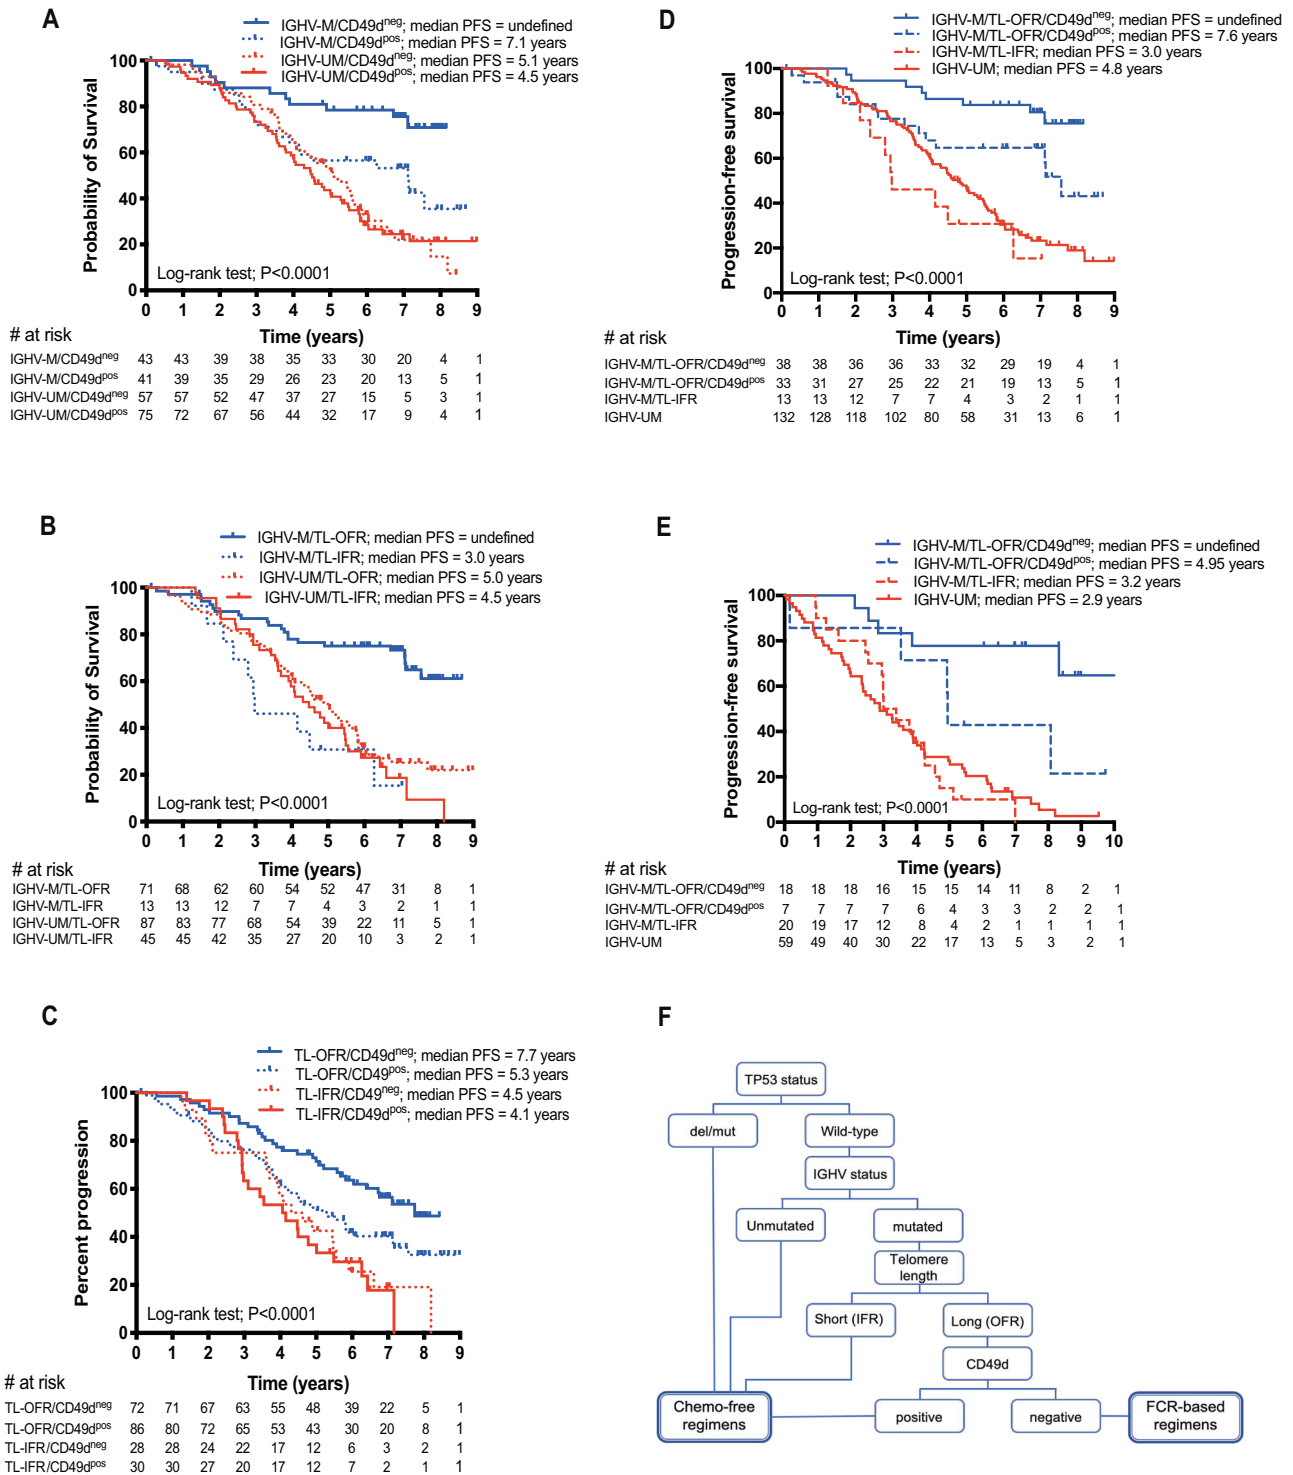 A
IGHV-M/CD49dneg; median PFS = undefined
IGHV-M/CD49dpos; median PFS = 7.1 years
IGHV-UM/CD49dneg; median PFS = 5.1 years
IGHV-UM/CD49dpos; median PFS = 4.5 years
Probability of Survival
100
80
60
40
20
0
Log-rank test; P<0.0001
0 1 2 3 4 5 6 7 8 9
# at risk
Time (years)
IGHV-M/CD49dneg 43 43 39 38 35 33 30 20 4 1
IGHV-M/CD49dpos 41 39 35 29 26 23 20 13 5 1
IGHV-UM/CD49dneg 57 57 52 47 37 27 15 5 3 1
IGHV-UM/CD49dpos 75 72 67 56 44 32 17 9 4 1
B
IGHV-M/TL-OFR; median PFS = undefined
IGHV-M/TL-IFR; median PFS = 3.0 years
IGHV-UM/TL-OFR; median PFS = 5.0 years
IGHV-UM/TL-IFR; median PFS = 4.5 years
Probability of Survival
100
80
60
40
20
0
Log-rank test; P<0.0001
0 1 2 3 4 5 6 7 8 9
# at risk
Time (years)
IGHV-M/TL-OFR 71 68 62 60 54 52 47 31 8 1
IGHV-M/TL-IFR 13 13 12 7 7 4 3 2 1 1
IGHV-UM/TL-OFR 87 83 77 68 54 39 22 11 5 1
IGHV-UM/TL-IFR 45 45 42 35 27 20 10 3 2 1
C
TL-OFR/CD49dneg; median PFS = 7.7 years
TL-OFR/CD49pos; median PFS = 5.3 years
TL-IFR/CD49neg; median PFS = 4.5 years
TL-IFR/CD49dpos; median PFS = 4.1 years
Percent progression
100
80
60
40
20
0
Log-rank test; P<0.0001
0 1 2 3 4 5 6 7 8 9
# at risk
Time (years)
TL-OFR/CD49dneg 72 71 67 63 55 48 39 22 5 1
TL-OFR/CD49dpos 86 80 72 65 53 43 30 20 8 1
TL-IFR/CD49dneg 28 28 24 22 17 12 6 3 2 1
TL-IFR/CD49dpos 30 30 27 20 17 12 7 2 1 1
D
IGHV-M/TL-OFR/CD49dneg; median PFS = undefined
IGHV-M/TL-OFR/CD49dpos; median PFS = 7.6 years
IGHV-M/TL-IFR; median PFS = 3.0 years
IGHV-UM; median PFS = 4.8 years
Progression-free survival
100
80
60
40
20
0
Log-rank test; P<0.0001
0 1 2 3 4 5 6 7 8 9
# at risk
Time (years)
IGHV-M/TL-OFR/CD49dneg 38 38 36 36 33 32 29 19 4 1
IGHV-M/TL-OFR/CD49dpos 33 31 27 25 22 21 19 13 5 1
IGHV-M/TL-IFR 13 13 12 7 7 4 3 2 1 1
IGHV-UM 132 128 118 102 80 58 31 13 6 1
E
IGHV-M/TL-OFR/CD49dneg; median PFS = undefined
IGHV-M/TL-OFR/CD49dpos; median PFS = 4.95 years
IGHV-M/TL-IFR; median PFS = 3.2 years
IGHV-UM; median PFS = 2.9 years
Progression-free survival
100
80
60
40
20
0
Log-rank test; P<0.0001
0 1 2 3 4 5 6 7 8 9 10
# at risk
Time (years)
IGHV-M/TL-OFR/CD49dneg 18 18 18 16 15 15 14 11 8 2 1
IGHV-M/TL-OFR/CD49dpos 7 7 7 7 6 4 3 3 2 2 1
IGHV-M/TL-IFR 20 19 17 12 8 4 2 1 1 1 1
IGHV-UM 59 49 40 30 22 17 13 5 3 2 1
F
TP53 status
del/mut
Wild-type
IGHV status
Unmutated
mutated
Telomere
length
Short (IFR)
Long (OFR)
CD49d
Chemo-free
regimens
positive
negative
FCR-based
regimens